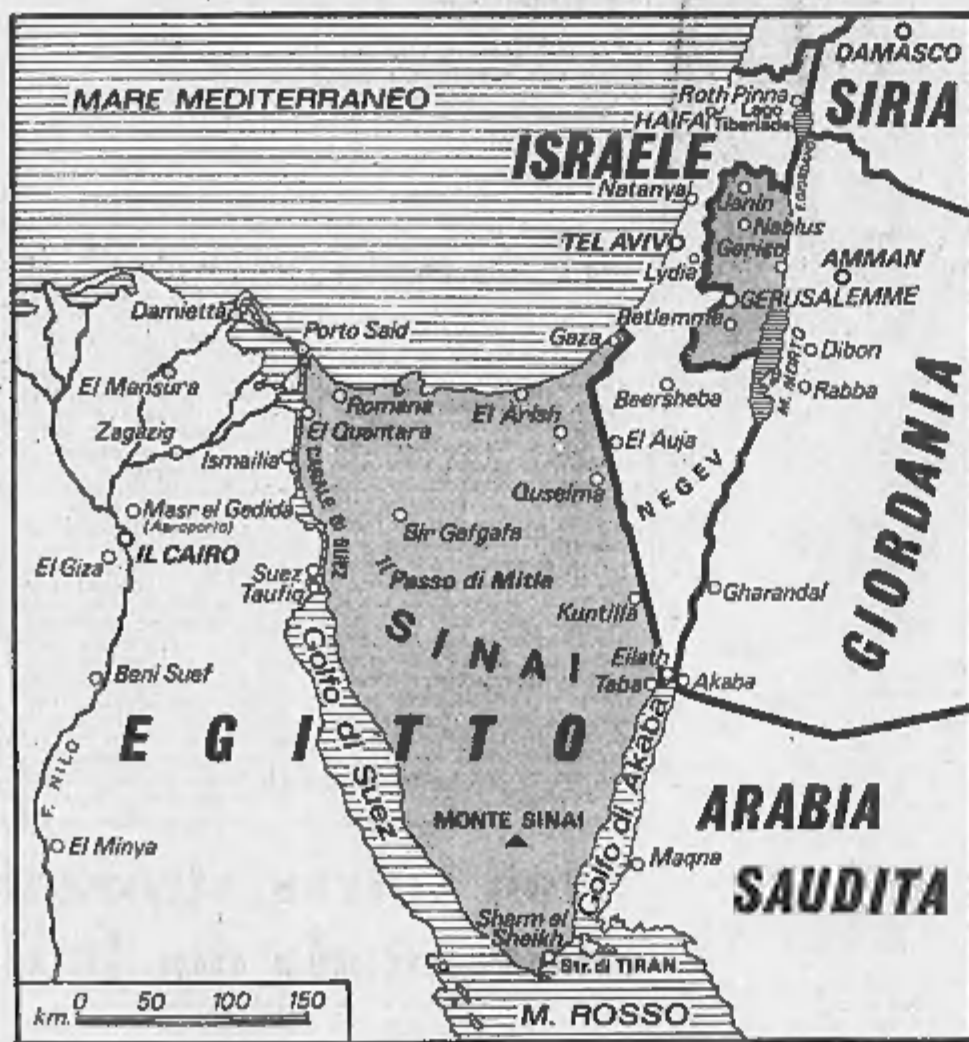 DAMASCO
MARE MEDITERRANEO
Roth Pinna
SIRIA
HAIFA
Lago
Tiberiade
ISRAELE
Natanya
Janin
Nablus
TEL AVIVO
Gerico
Lydia
AMMAN
GERUSALEMME
Damietta
Betlemme
Porto Said
Gaza
Dibon
M. MORTO
El Mansura
Rabba
Romana
El Arish
Beersheba
Zagazig
El Quantara
El Auja
Ismailia
CANALE DI SUEZ
GIORDANIA
Quseima
NEGEV
Masr el Gedida
(Aeroporto)
Bir Gafgafa
IL CAIRO
El Giza
Suez
Taufiq
Passo di Mitla
Kuntilla
Gharandal
SINAI
Golfo di Suez
Eilath
Beni Suef
Taba
Akaba
EGITTO
Golfo di Akaba
F. NILO
ARABIA
MONTE SINAI
El Minya
Maqna
SAUDITA
Sharm el
Sheikh
Str. di TIRAN
0 50 100 150
km.
M. ROSSO